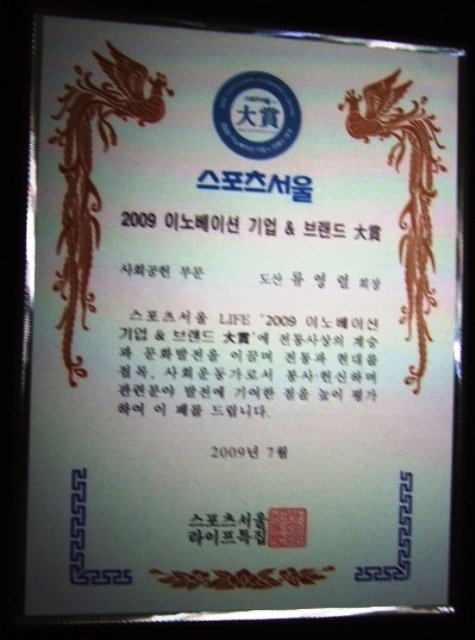 大賞
스포츠서울
2009 이노베이션 기업 & 브랜드 大賞
사회공헌 부문
도산 류 영 렬 회장
스포츠서울 LIFE '2009 이노베이션
기업 & 브랜드 大賞'에 전통사상의 계승
과 문화발전을 이끌며 전통과 현대를
접목, 사회운동가로서 봉사·헌신하며
관련분야 발전에 기여한 점을 높이 평가
하여 이 패를 드립니다.
2009년 7월
스포츠서울
라이프특집